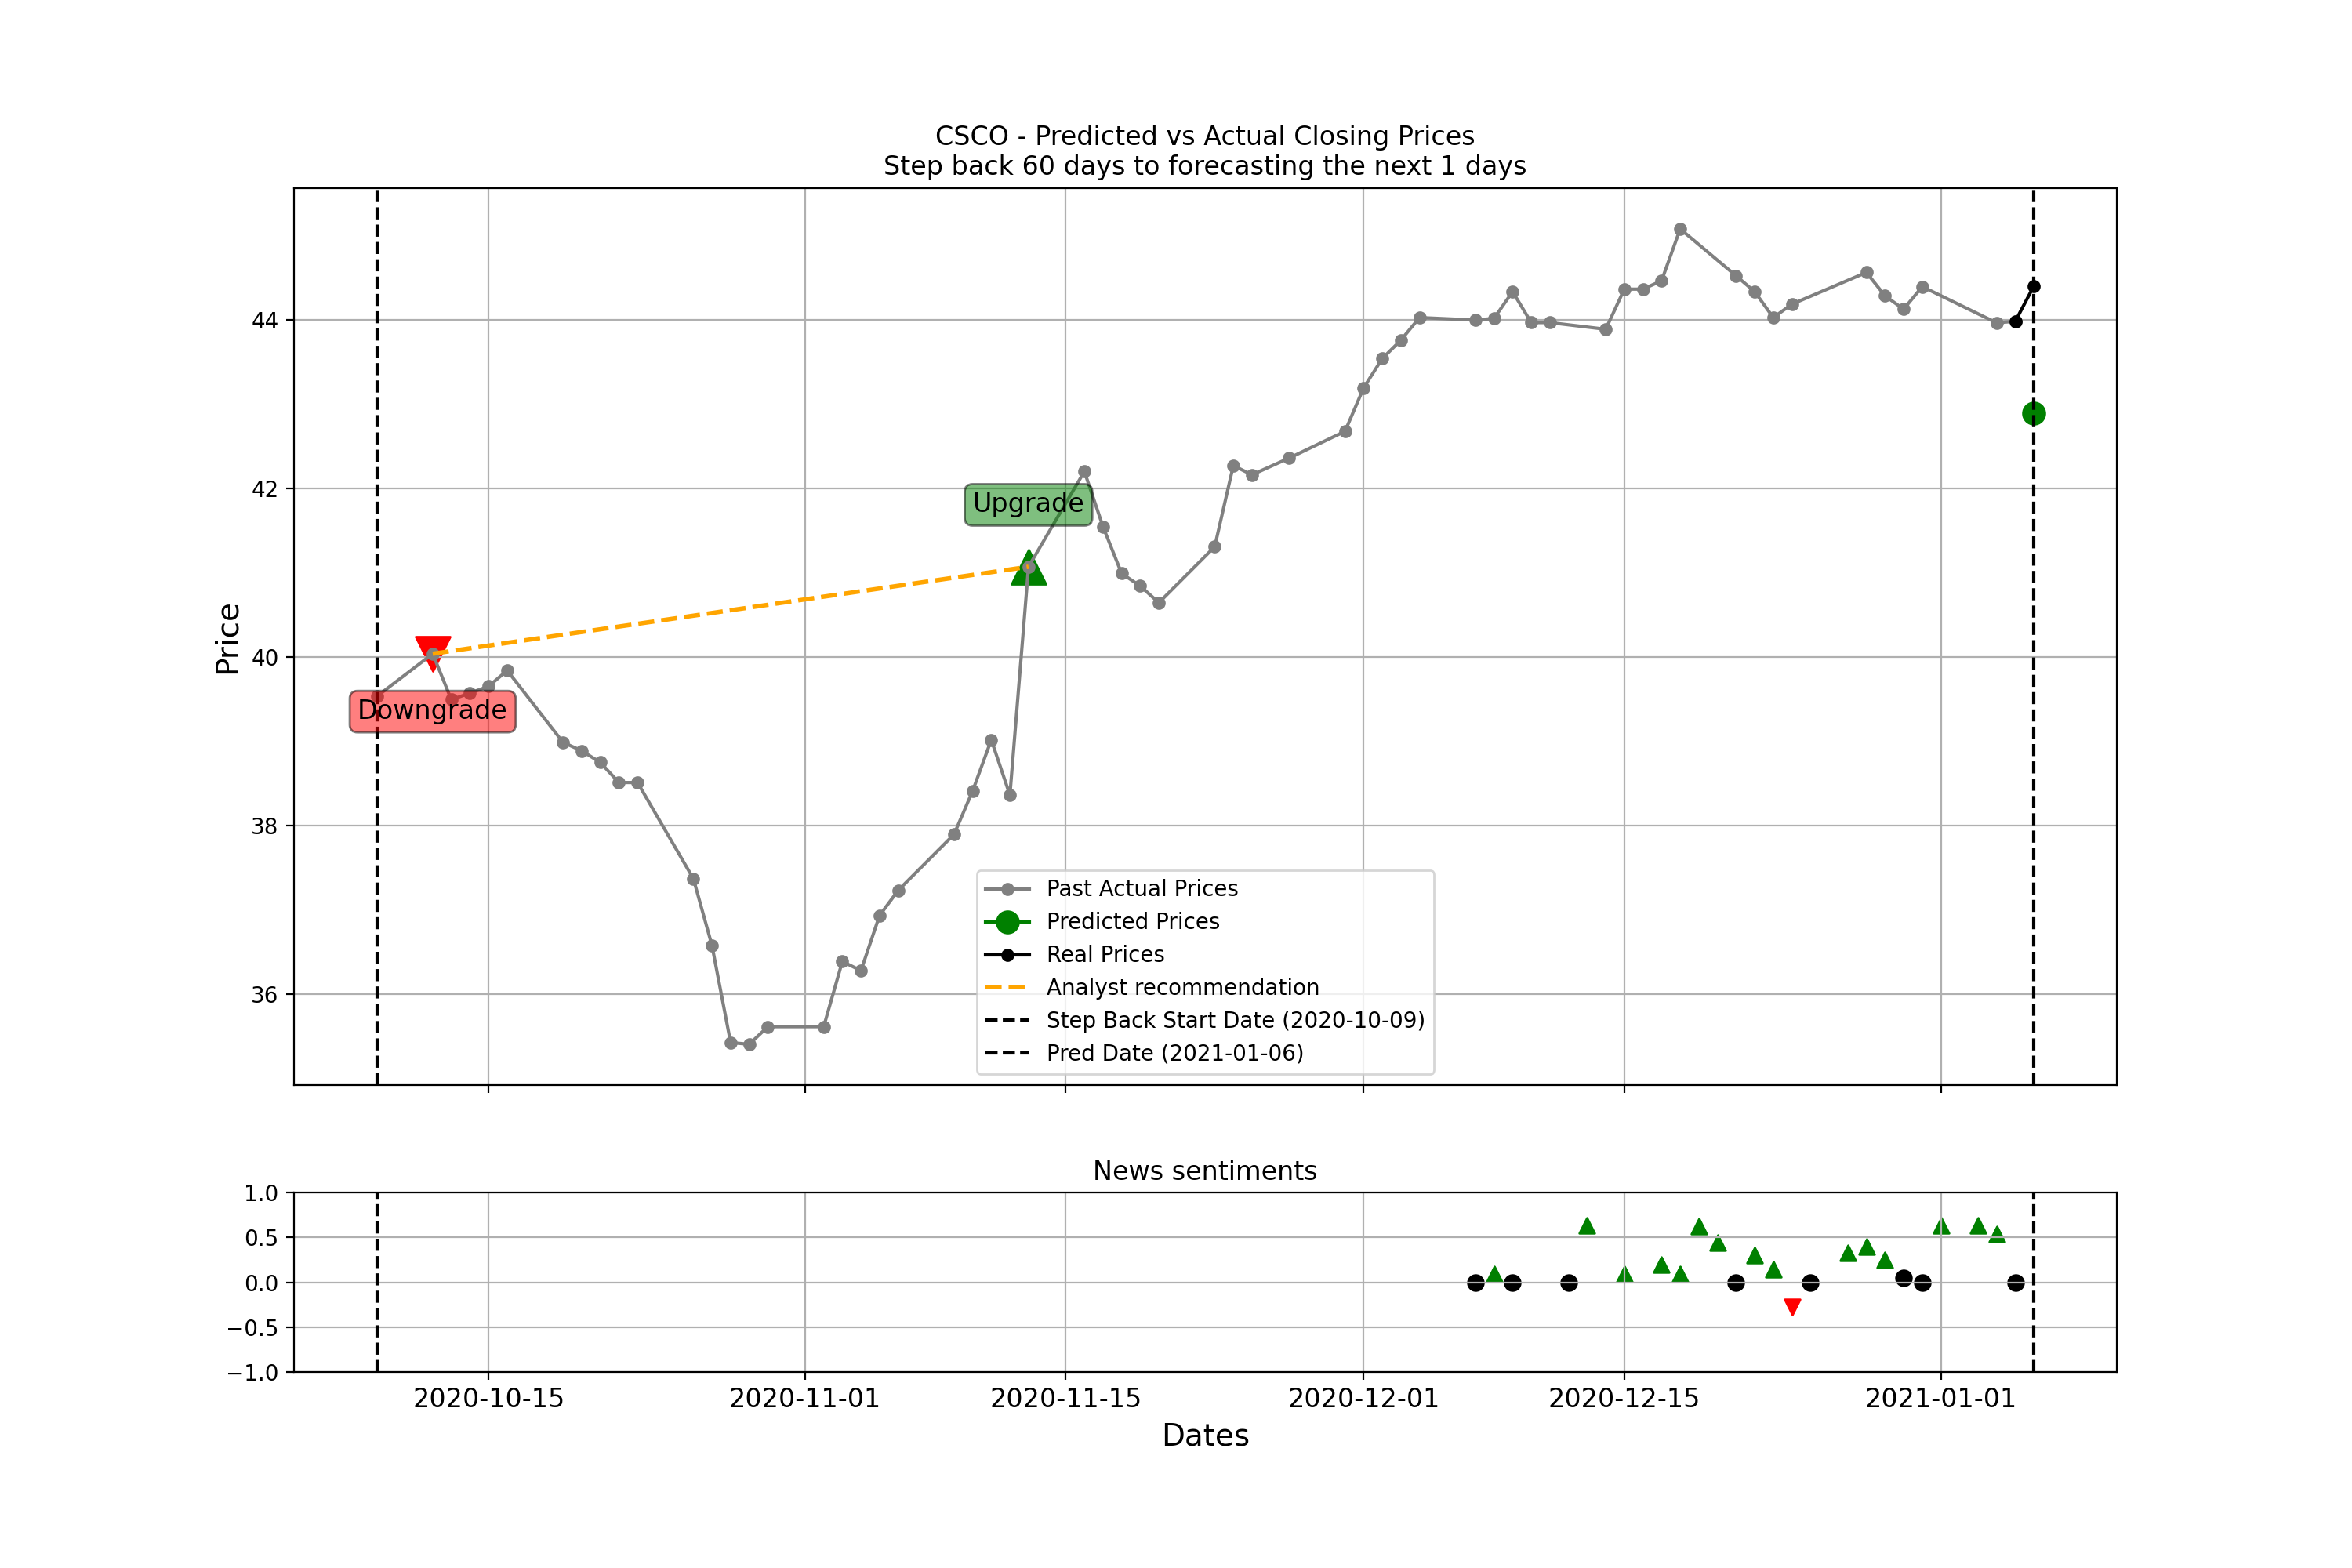 CSCO - Predicted vs Actual Closing Prices
Step back 60 days to forecasting the next 1 days
Price
44
42
40
38
36
Upgrade
Downgrade
Past Actual Prices
Predicted Prices
Real Prices
Analyst recommendation
Step Back Start Date (2020-10-09)
Pred Date (2021-01-06)
News sentiments
1.0
0.5
0.0
−0.5
−1.0
2020-10-15 2020-11-01 2020-11-15 2020-12-01 2020-12-15 2021-01-01
Dates